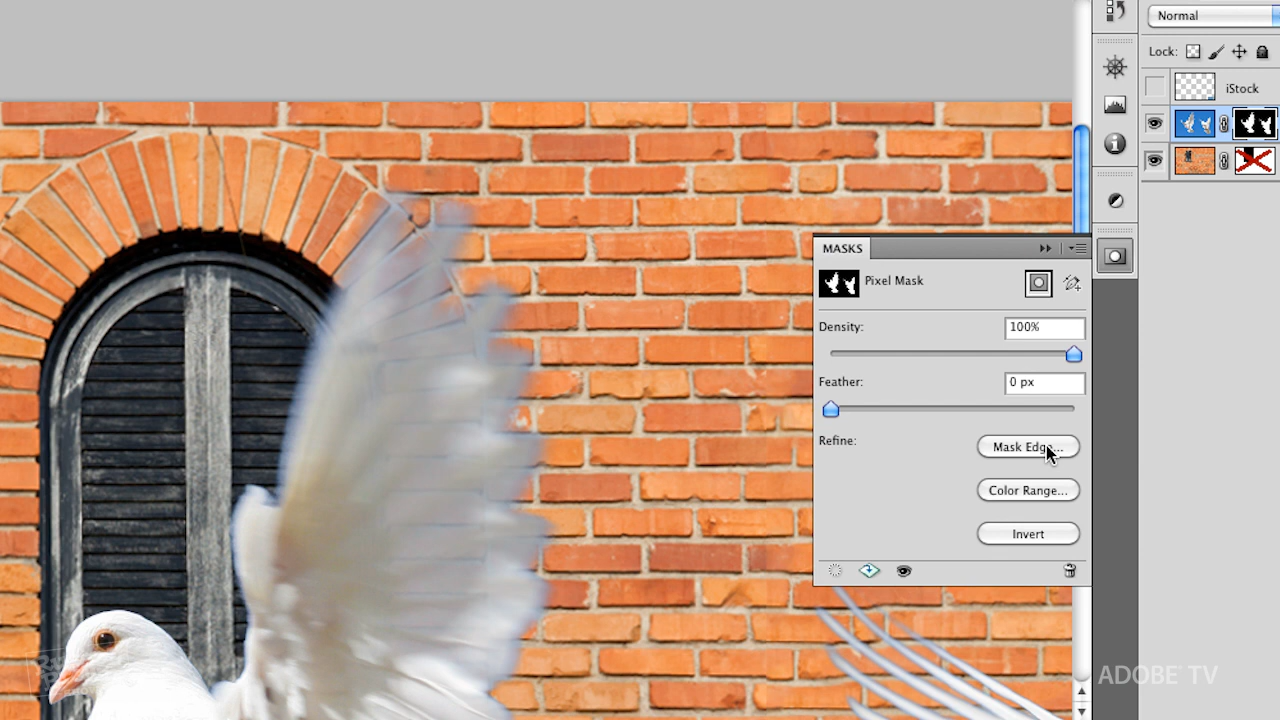 Normal
Lock:
iStock
MASKS
Pixel Mask
Density:
100%
Feather:
0 px
Refine:
Mask Edge...
Color Range...
Invert
ADOBE TV